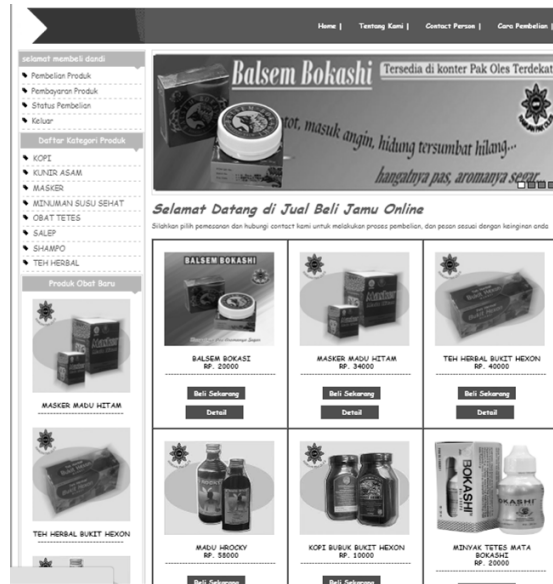 Home | Tentang Kami | Contact Person | Cara Pembelian |
selamat membeli dandi
Pembelian Produk
Pembayaran Produk
Status Pembelian
Keluar
Daftar Kategori Produk
KOPI
KUNIR ASAM
MASKER
MINUMAN SUSU SEHAT
OBAT TETES
SALEP
SHAMPO
TEH HERBAL
Produk Obat Baru
MASKER MADU HITAM
TEH HERBAL BUKIT HEXON
Balsem Bokashi
Tersedia di konter Pak Oles Terdekat
masuk angin, hidung tersumbat hilang...
hangatnya pas, aromanya segar
Selamat Datang di Jual Beli Jamu Online
Silahkan pilih pemesanan dan hubungi contact kami untuk melakukan proses pembelian, dan pesan sesuai dengan keinginan anda
BALSEM BOKASHI
BALSEM BOKASI
RP. 20000
Beli Sekarang
Detail
MASKER MADU HITAM
RP. 34000
Beli Sekarang
Detail
TEH HERBAL BUKIT HEXON
RP. 40000
Beli Sekarang
Detail
MADU HROCKY
RP. 58000
Beli Sekarang
KOPI BUBUK BUKIT HEXON
RP. 10000
Beli Sekarang
BOKASHI
MINYAK TETES MATA
BOKASHI
RP. 20000
Beli Sekarang